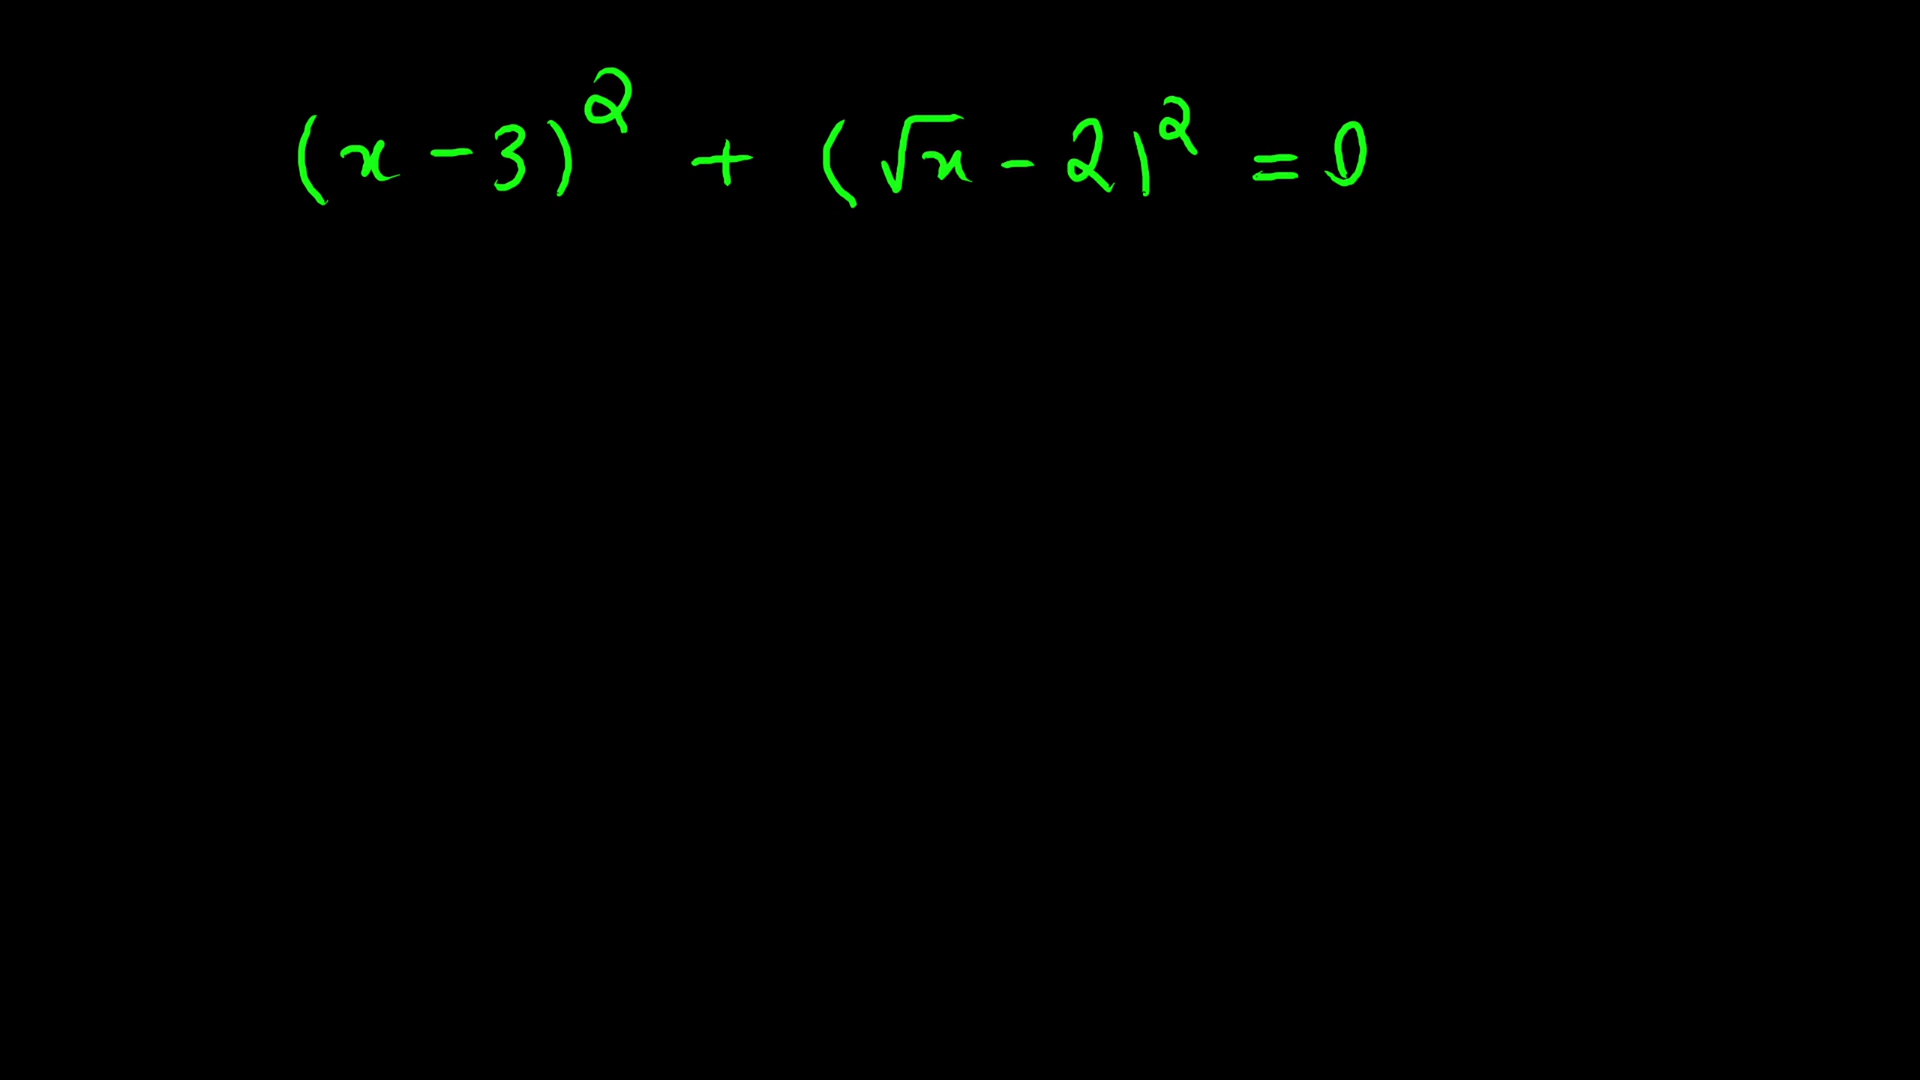 (x - 3)² + (√x - 2)² = 0